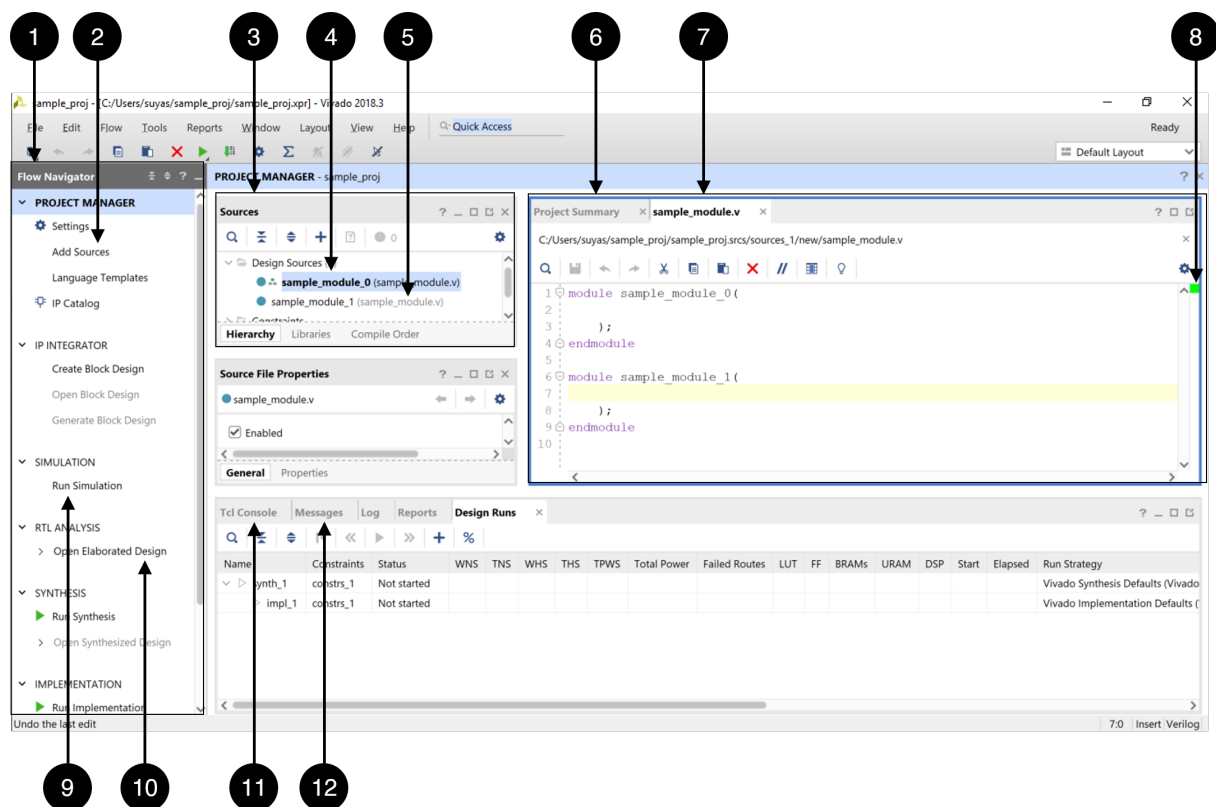 1 2 3 4 5 6 7 8
sample_proj - [C:/Users/suyas/sample_proj/sample_proj.xpr] - Vivado 2018.3
File Edit Flow Tools Reports Window Layout View Help Quick Access Ready
Default Layout
Flow Navigator
PROJECT MANAGER
Settings
Add Sources
Language Templates
IP Catalog
IP INTEGRATOR
Create Block Design
Open Block Design
Generate Block Design
SIMULATION
Run Simulation
RTL ANALYSIS
Open Elaborated Design
SYNTHESIS
Run Synthesis
Open Synthesized Design
IMPLEMENTATION
Run Implementation
PROJECT MANAGER - sample_proj
Sources
0
Design Sources
sample_module_0 (sample_module.v)
sample_module_1 (sample_module.v)
Constraints
Hierarchy Libraries Compile Order
Source File Properties
sample_module.v
Enabled
General Properties
Project Summary sample_module.v
C:/Users/suyas/sample_proj/sample_proj.srcs/sources_1/new/sample_module.v
1 module sample_module_0(
2
3 );
4 endmodule
5
6 module sample_module_1(
7
8 );
9 endmodule
10
Tcl Console Messages Log Reports Design Runs
Name Constraints Status WNS TNS WHS THS TPWS Total Power Failed Routes LUT FF BRAMs URAM DSP Start Elapsed Run Strategy
synth_1 constrs_1 Not started Vivado Synthesis Defaults (Vivado
impl_1 constrs_1 Not started Vivado Implementation Defaults (
Undo the last edit 7:0 Insert Verilog
9 10 11 12